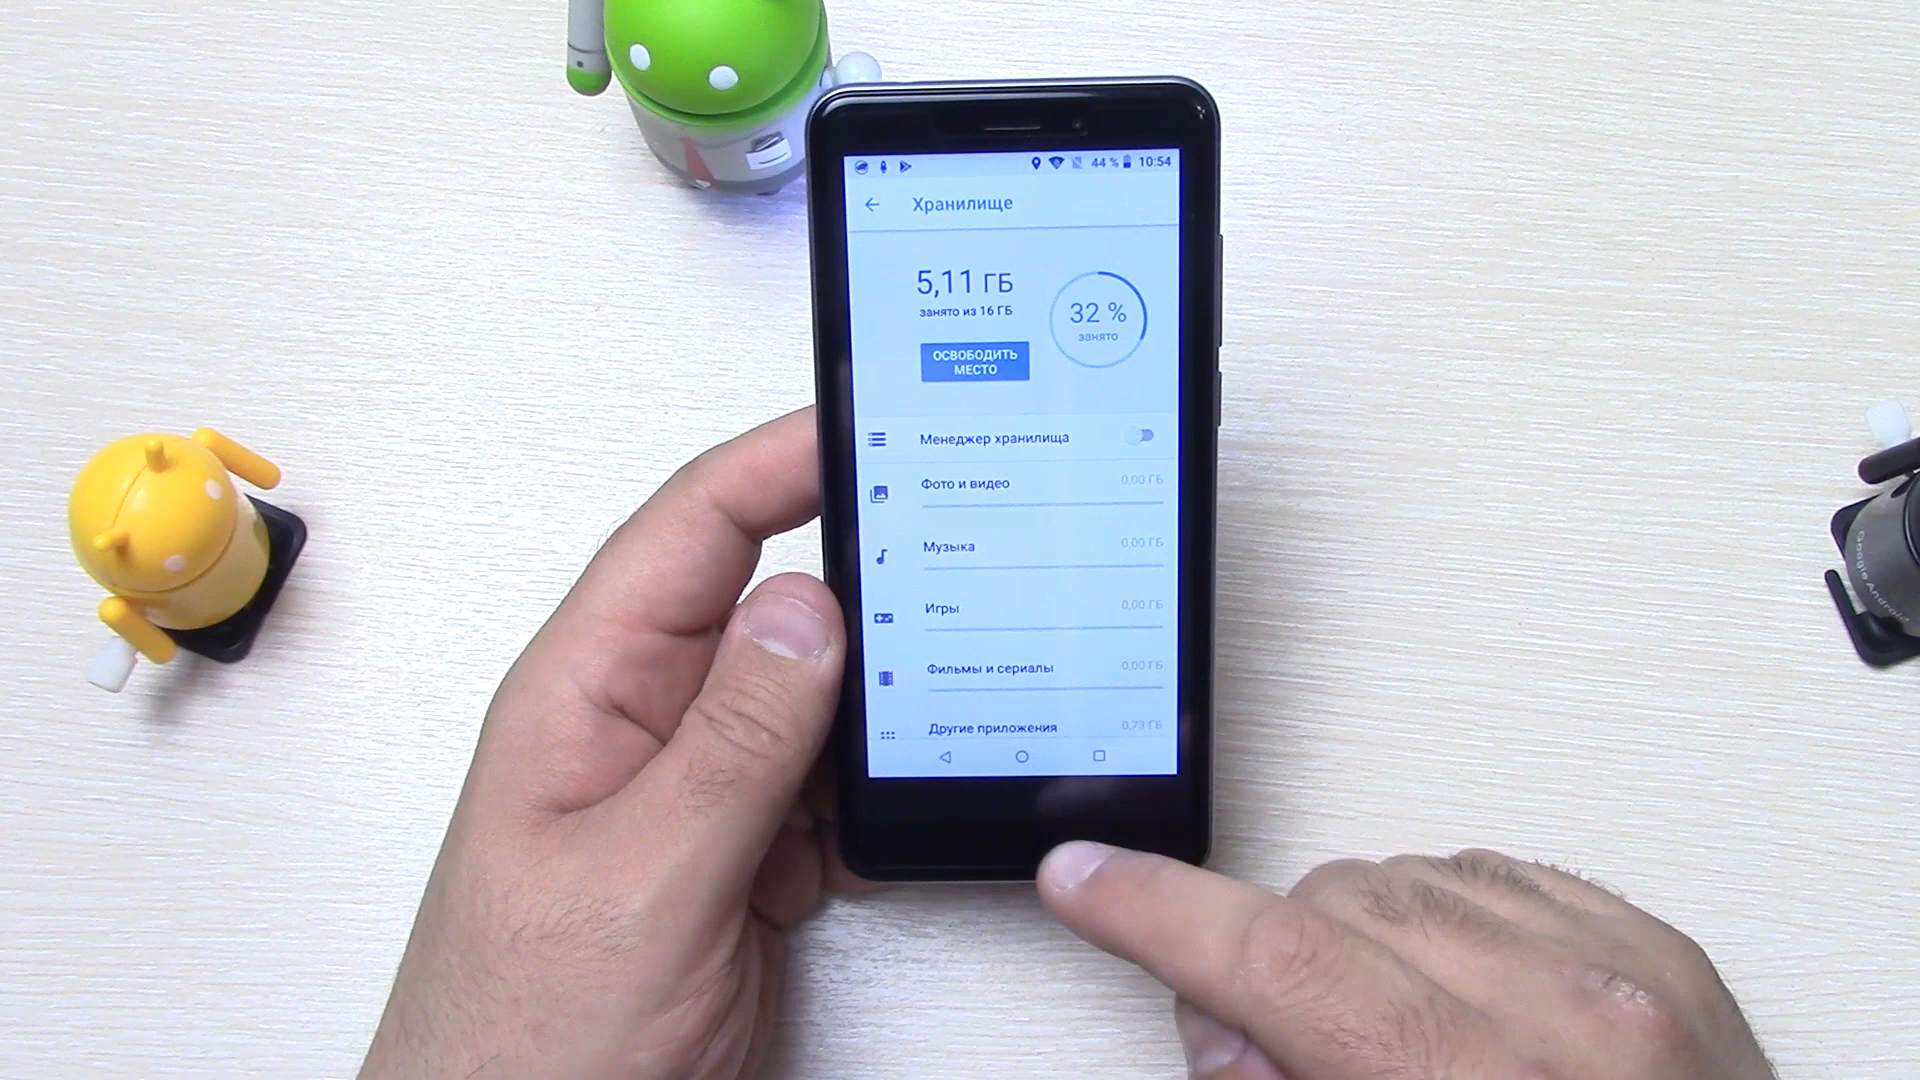 44 % 10:54
Хранилище
5,11 ГБ
занято из 16 ГБ
32 %
занято
ОСВОБОДИТЬ
МЕСТО
Менеджер хранилища
Фото и видео 0,00 ГБ
Музыка 0,00 ГБ
Игры 0,00 ГБ
Фильмы и сериалы 0,00 ГБ
Другие приложения 0,73 ГБ
Google Android